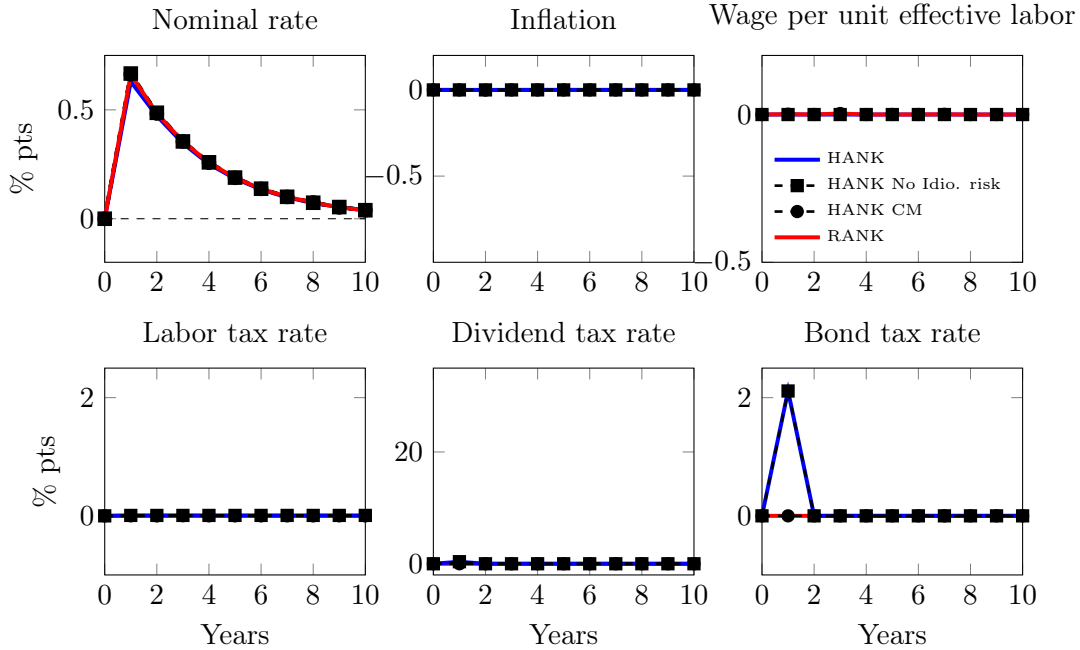 Nominal rate
Inflation
Wage per unit effective labor
0.5
0
% pts
0 2 4 6 8 10
0
−0.5
0 2 4 6 8 10
0
−0.5
HANK
HANK No Idio. risk
HANK CM
RANK
0 2 4 6 8 10
Labor tax rate
Dividend tax rate
Bond tax rate
2
0
% pts
0 2 4 6 8 10
Years
20
0
0 2 4 6 8 10
Years
2
0
0 2 4 6 8 10
Years